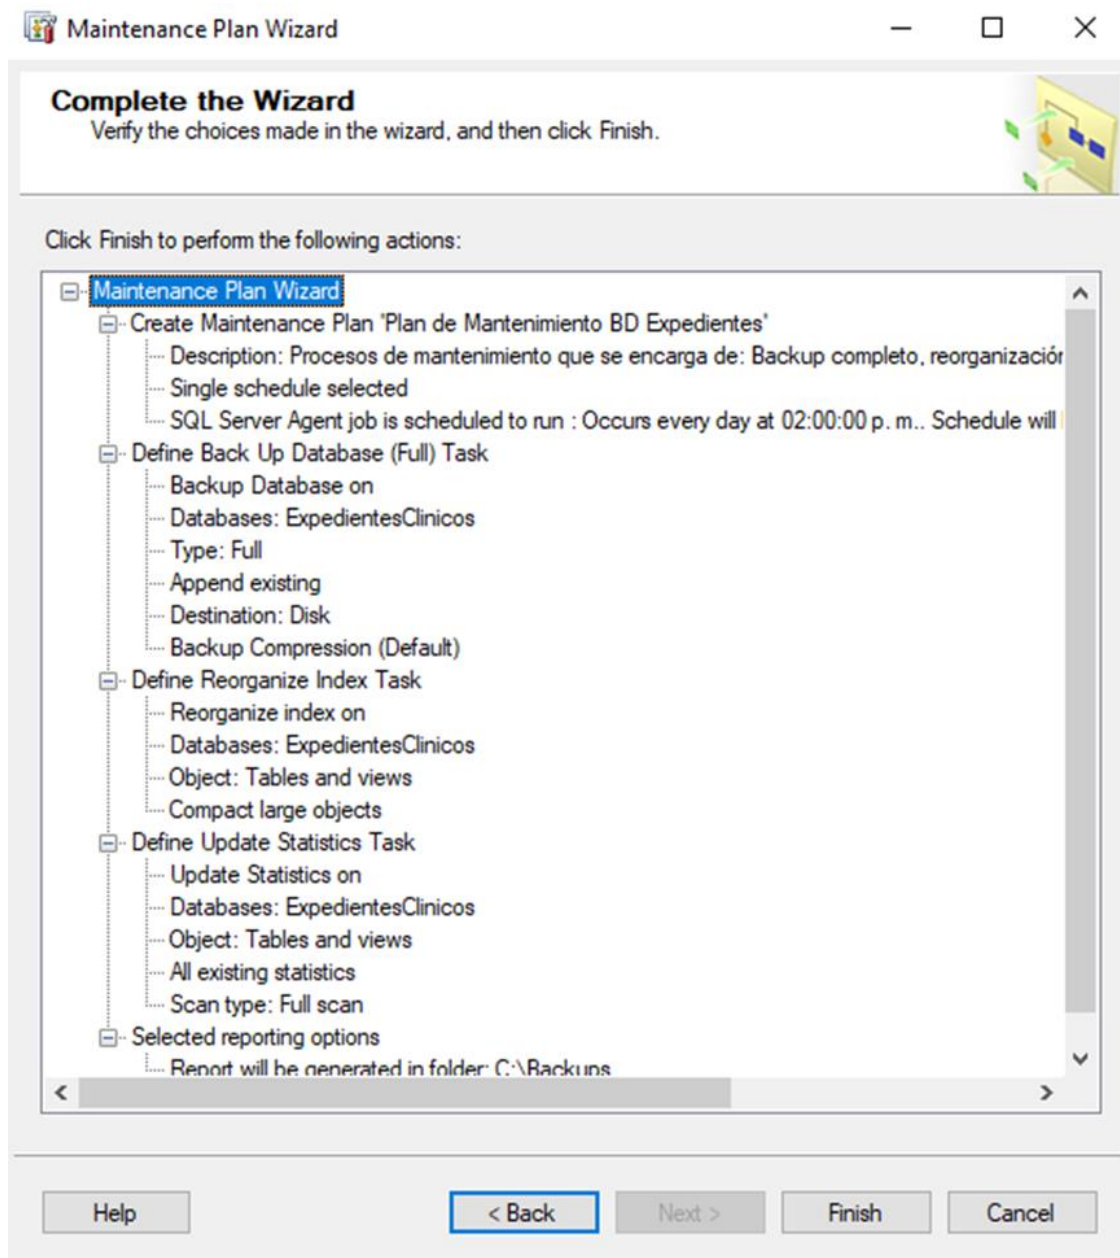 Maintenance Plan Wizard
Complete the Wizard
Verify the choices made in the wizard, and then click Finish.
Click Finish to perform the following actions:
Maintenance Plan Wizard
Create Maintenance Plan 'Plan de Mantenimiento BD Expedientes'
Description: Procesos de mantenimiento que se encarga de: Backup completo, reorganización
Single schedule selected
SQL Server Agent job is scheduled to run : Occurs every day at 02:00:00 p. m.. Schedule will
Define Back Up Database (Full) Task
Backup Database on
Databases: ExpedientesClinicos
Type: Full
Append existing
Destination: Disk
Backup Compression (Default)
Define Reorganize Index Task
Reorganize index on
Databases: ExpedientesClinicos
Object: Tables and views
Compact large objects
Define Update Statistics Task
Update Statistics on
Databases: ExpedientesClinicos
Object: Tables and views
All existing statistics
Scan type: Full scan
Selected reporting options
Report will be generated in folder: C:\Backups
Help
< Back
Next >
Finish
Cancel